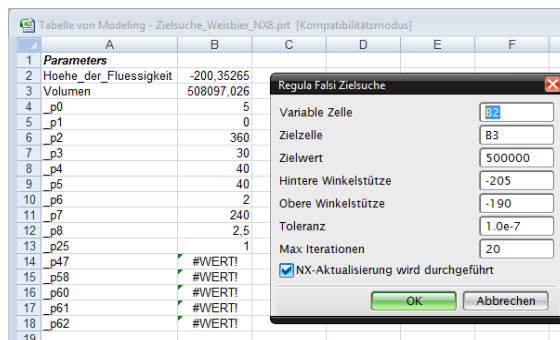 Tabelle von Modeling - Zielsuche_Weisbier_NX8.prt [Kompatibilitätsmodus]
A B C D E F
1 Parameters
2 Hoehe_der_Fluessigkeit -200,35265
3 Volumen 508097,026
4 _p0 5
5 _p1 0
6 _p2 360
7 _p3 30
8 _p4 40
9 _p5 40
10 _p6 2
11 _p7 240
12 _p8 2,5
13 _p25 1
14 _p47 #WERT!
15 _p58 #WERT!
16 _p60 #WERT!
17 _p61 #WERT!
18 _p62 #WERT!
19
Regula Falsi Zielsuche
Variable Zelle B2
Zielzelle B3
Zielwert 500000
Hintere Winkelstütze -205
Obere Winkelstütze -190
Toleranz 1.0e-7
Max Iterationen 20
NX-Aktualisierung wird durchgeführt
OK Abbrechen